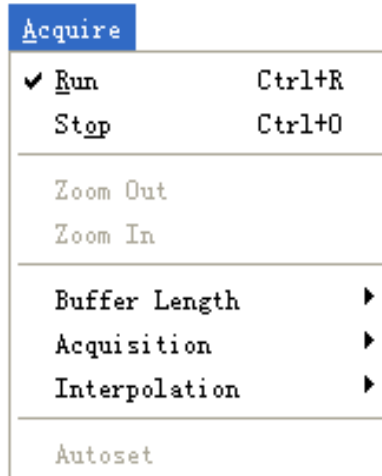 Acquire
Run Ctrl+R
Stop Ctrl+O
Zoom Out
Zoom In
Buffer Length
Acquisition
Interpolation
Autoset